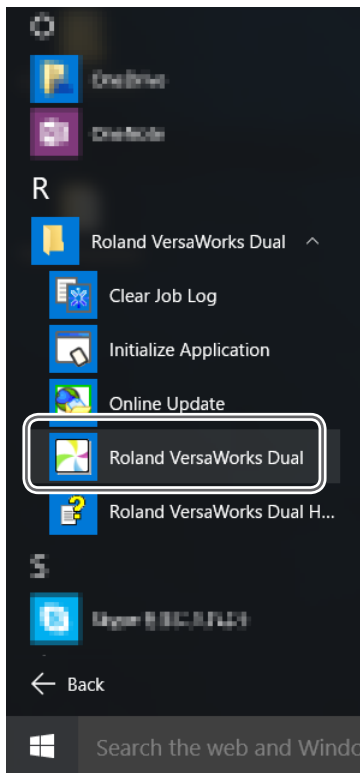 O
R
Roland VersaWorks Dual
Clear Job Log
Initialize Application
Online Update
Roland VersaWorks Dual
Roland VersaWorks Dual H...
S
Back
Search the web and Windo